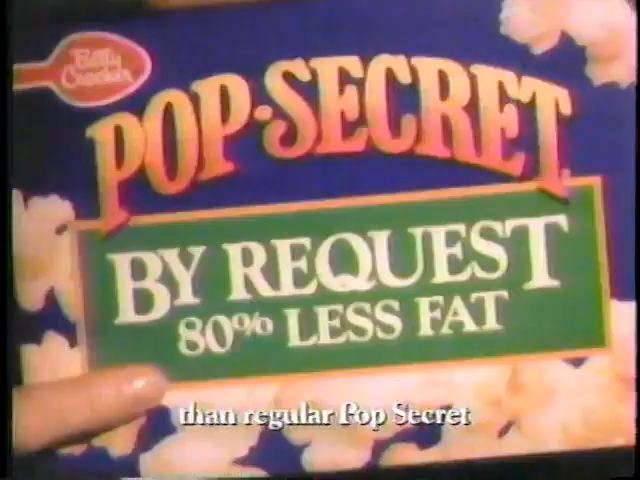 Betty
Crocker
POP·SECRET
BY REQUEST
80% LESS FAT
than regular Pop Secret